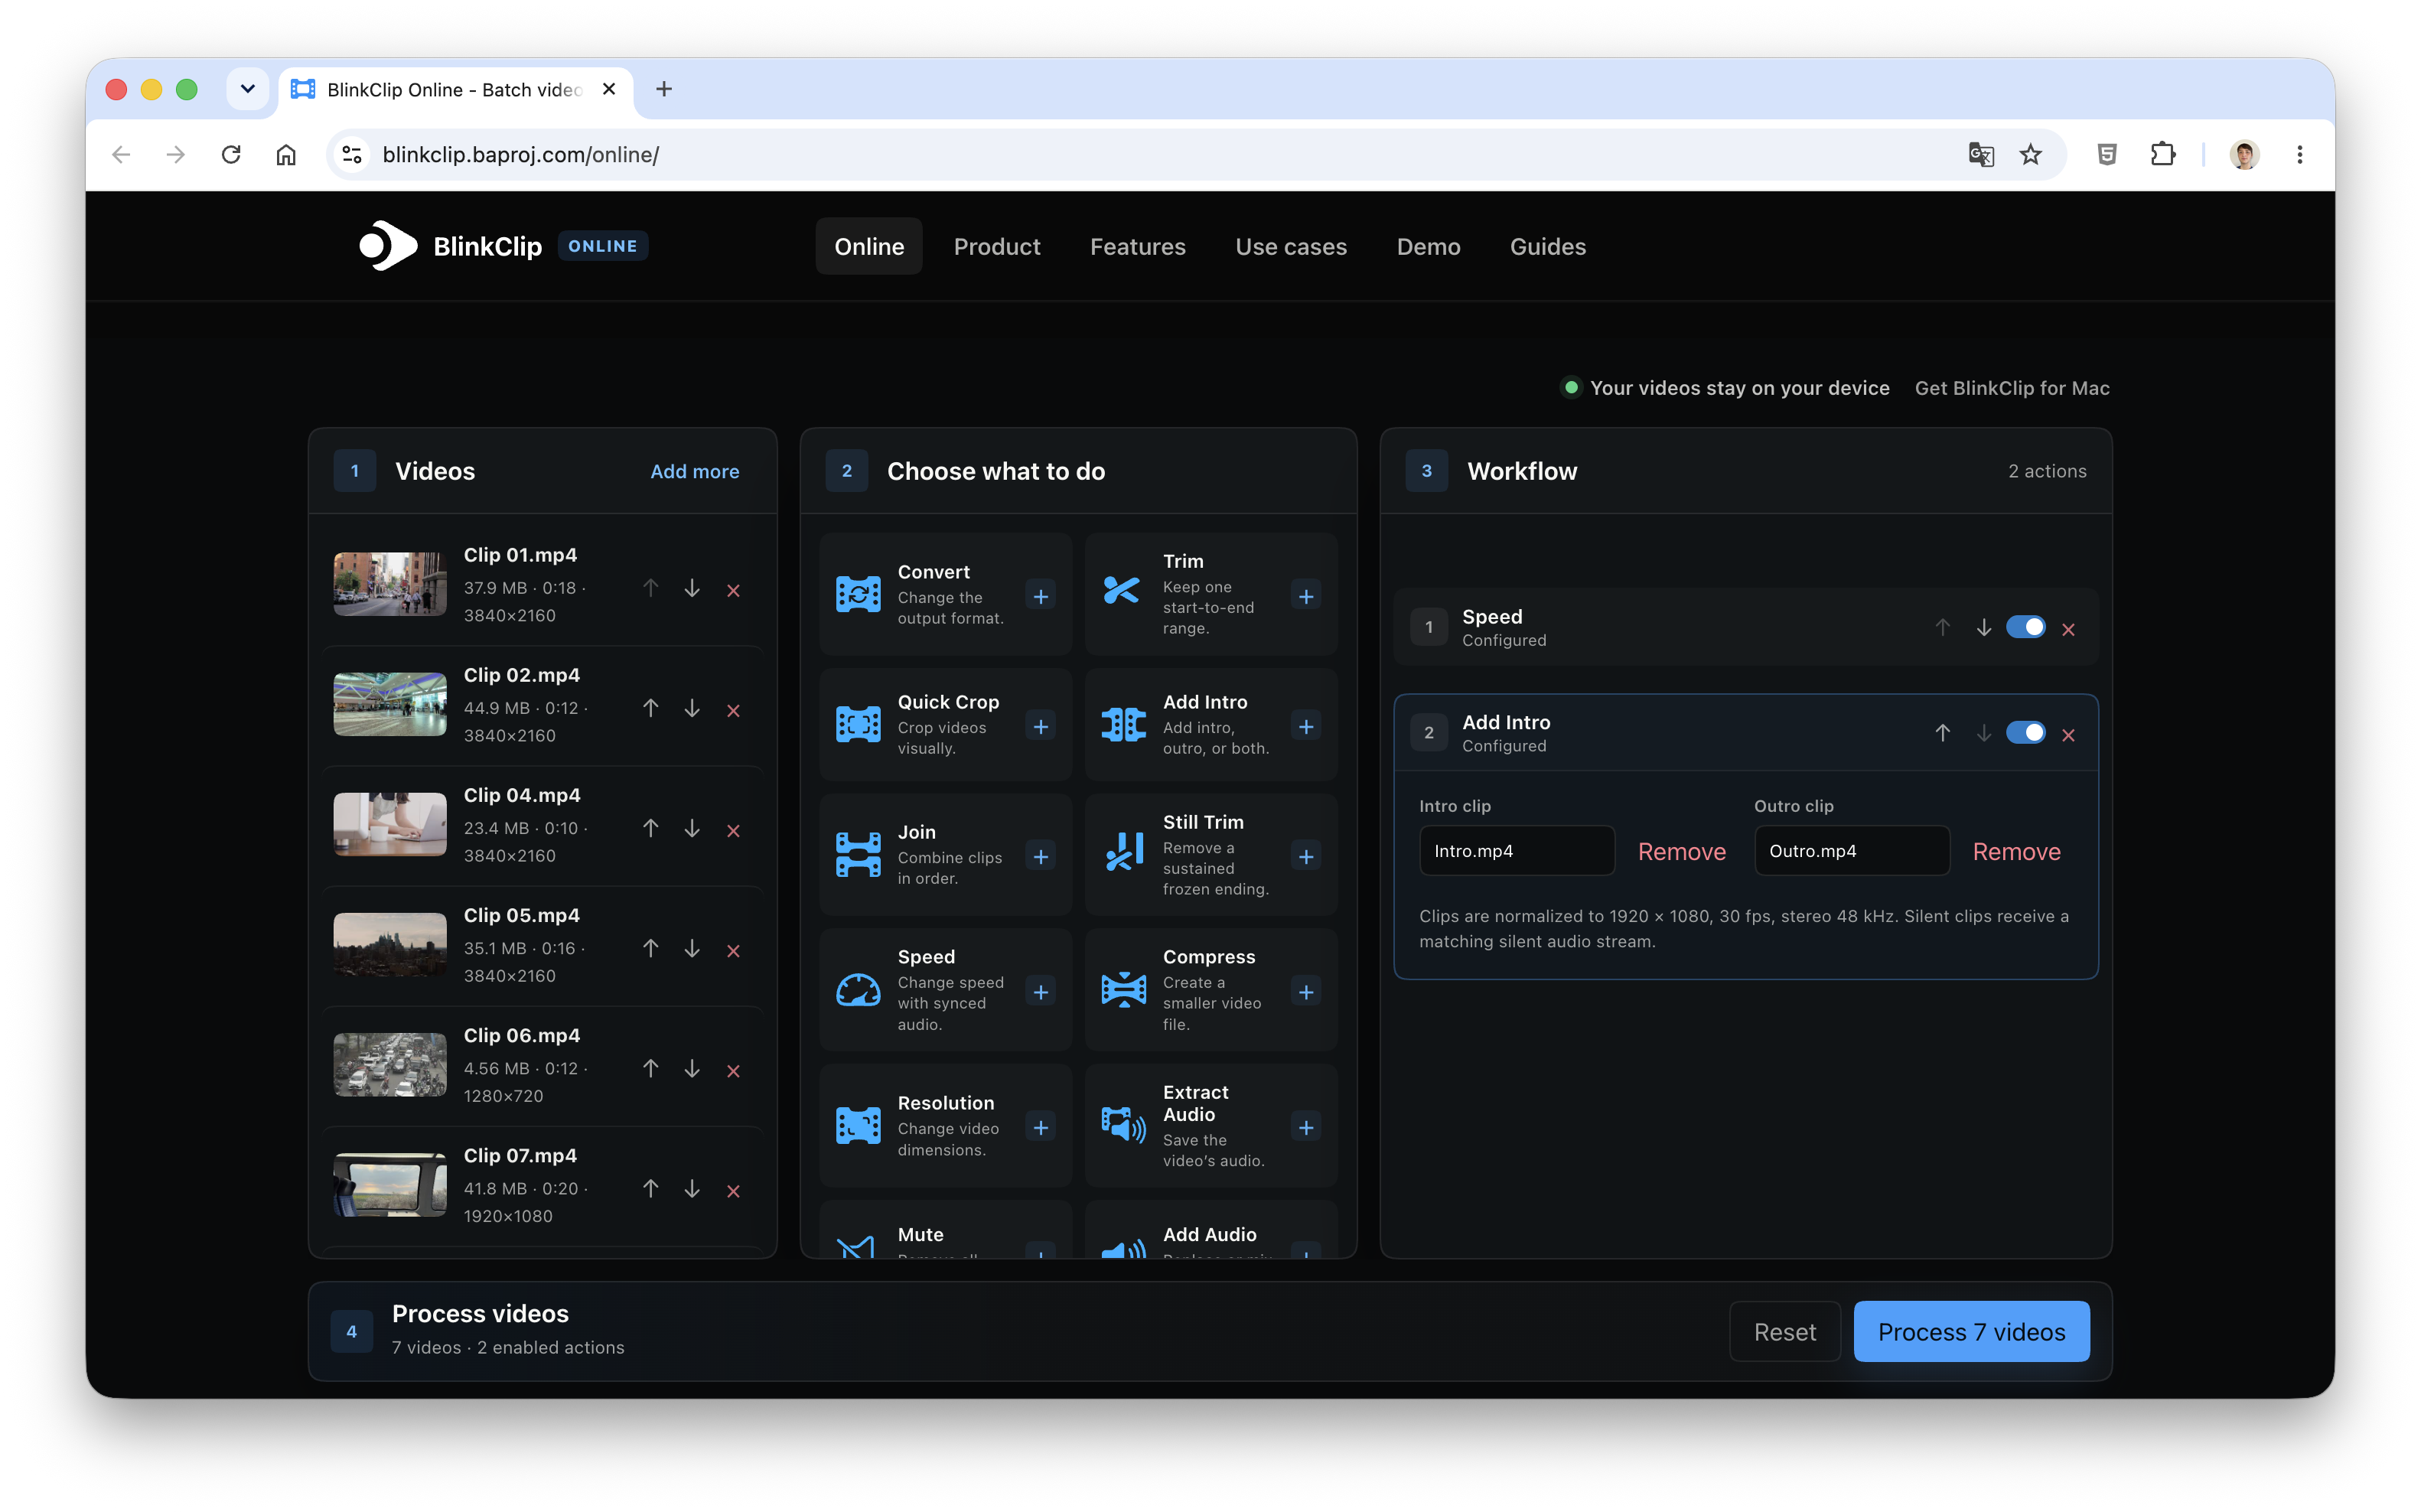 BlinkClip Online - Batch video
blinkclip.baproj.com/online/
BlinkClip ONLINE
Online Product Features Use cases Demo Guides
Your videos stay on your device Get BlinkClip for Mac
1 Videos Add more
Clip 01.mp4
37.9 MB · 0:18 ·
3840×2160
Clip 02.mp4
44.9 MB · 0:12 ·
3840×2160
Clip 04.mp4
23.4 MB · 0:10 ·
3840×2160
Clip 05.mp4
35.1 MB · 0:16 ·
3840×2160
Clip 06.mp4
4.56 MB · 0:12 ·
1280×720
Clip 07.mp4
41.8 MB · 0:20 ·
1920×1080
2 Choose what to do
Convert
Change the
output format.
Trim
Keep one
start-to-end
range.
Quick Crop
Crop videos
visually.
Add Intro
Add intro,
outro, or both.
Join
Combine clips
in order.
Still Trim
Remove a
sustained
frozen ending.
Speed
Change speed
with synced
audio.
Compress
Create a
smaller video
file.
Resolution
Change video
dimensions.
Extract
Audio
Save the
video's audio.
Mute
Add Audio
3 Workflow 2 actions
1 Speed
Configured
2 Add Intro
Configured
Intro clip Outro clip
Intro.mp4 Remove Outro.mp4 Remove
Clips are normalized to 1920 × 1080, 30 fps, stereo 48 kHz. Silent clips receive a
matching silent audio stream.
4 Process videos
7 videos · 2 enabled actions
Reset Process 7 videos